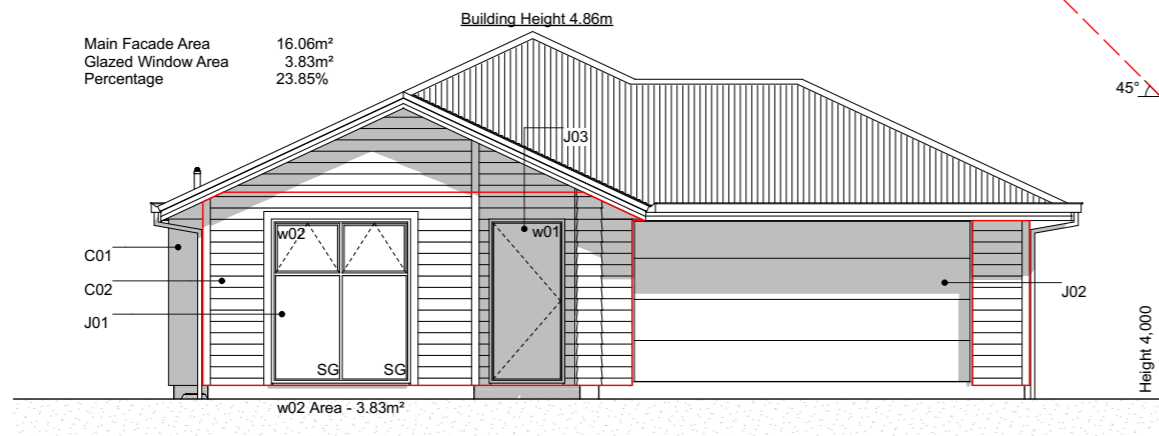 Building Height 4.86m
Main Facade Area 16.06m²
Glazed Window Area 3.83m²
Percentage 23.85%
45°
J03
w02
w01
C01
C02
J01
J02
SG SG
Height 4,000
w02 Area - 3.83m²